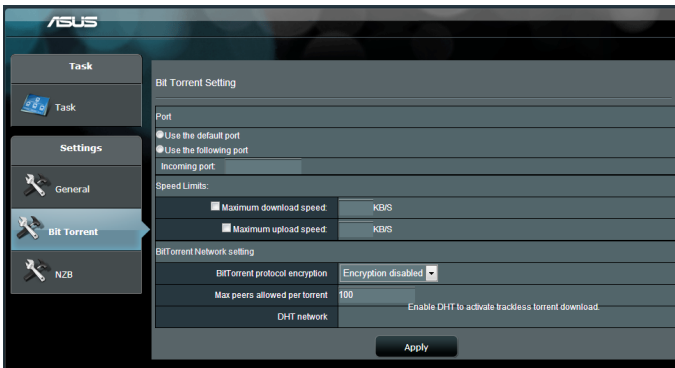 ASUS
Task
Task
Settings
General
Bit Torrent
NZB
Bit Torrent Setting
Port
Use the default port
Use the following port
Incoming port:
Speed Limits:
Maximum download speed: KB/S
Maximum upload speed: KB/S
BitTorrent Network setting
BitTorrent protocol encryption Encryption disabled
Max peers allowed per torrent 100
DHT network Enable DHT to activate trackless torrent download.
Apply